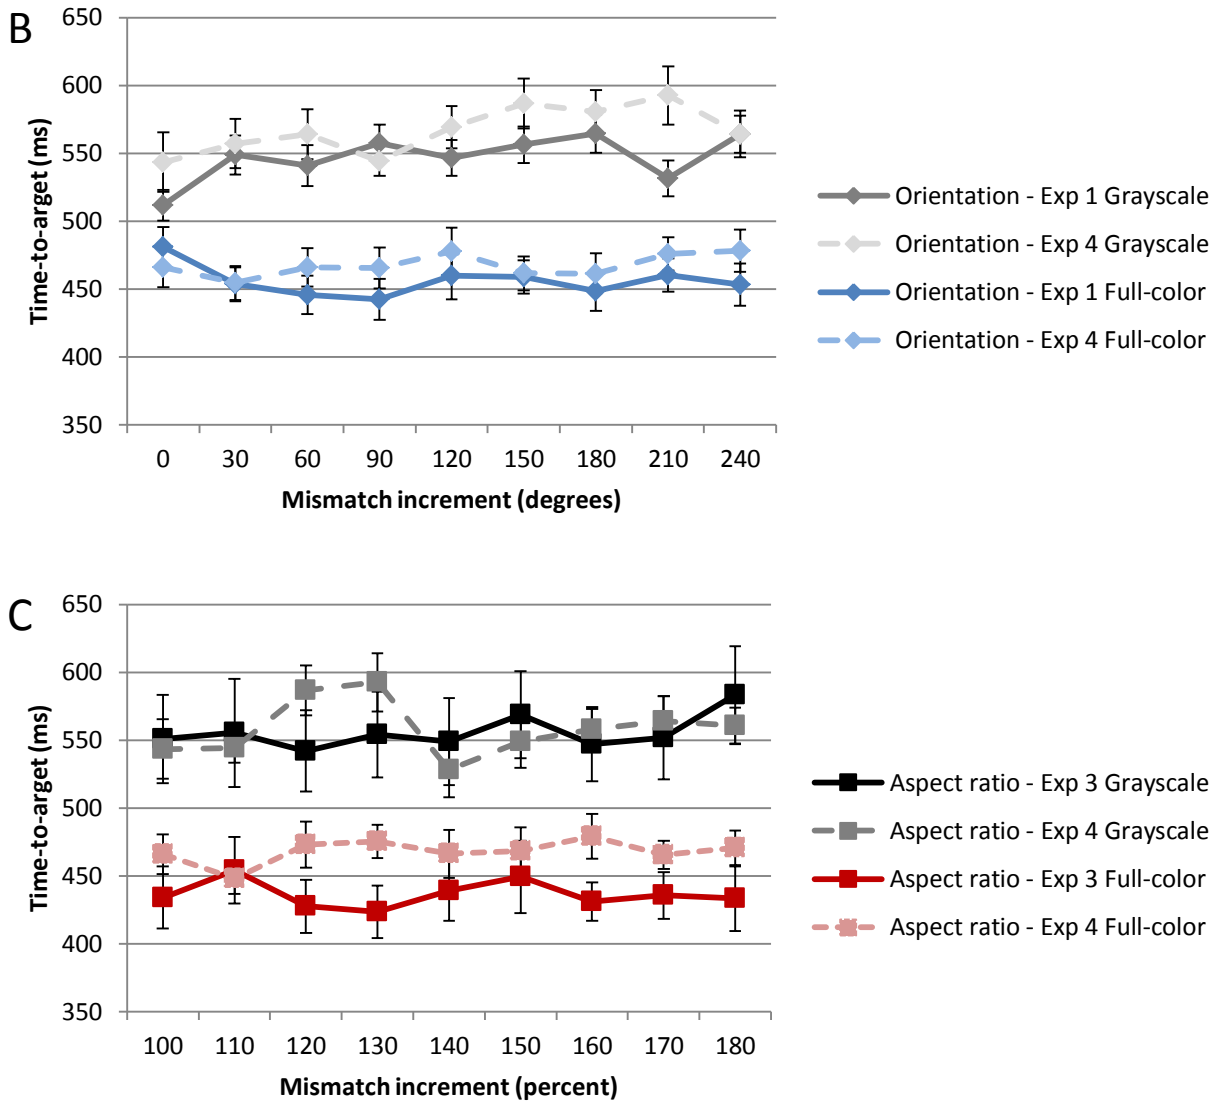 B
650
600
550
500
450
400
350
Time-to-arget (ms)
0 30 60 90 120 150 180 210 240
Mismatch increment (degrees)
Orientation - Exp 1 Grayscale
Orientation - Exp 4 Grayscale
Orientation - Exp 1 Full-color
Orientation - Exp 4 Full-color
C
650
600
550
500
450
400
350
Time-to-arget (ms)
100 110 120 130 140 150 160 170 180
Mismatch increment (percent)
Aspect ratio - Exp 3 Grayscale
Aspect ratio - Exp 4 Grayscale
Aspect ratio - Exp 3 Full-color
Aspect ratio - Exp 4 Full-color